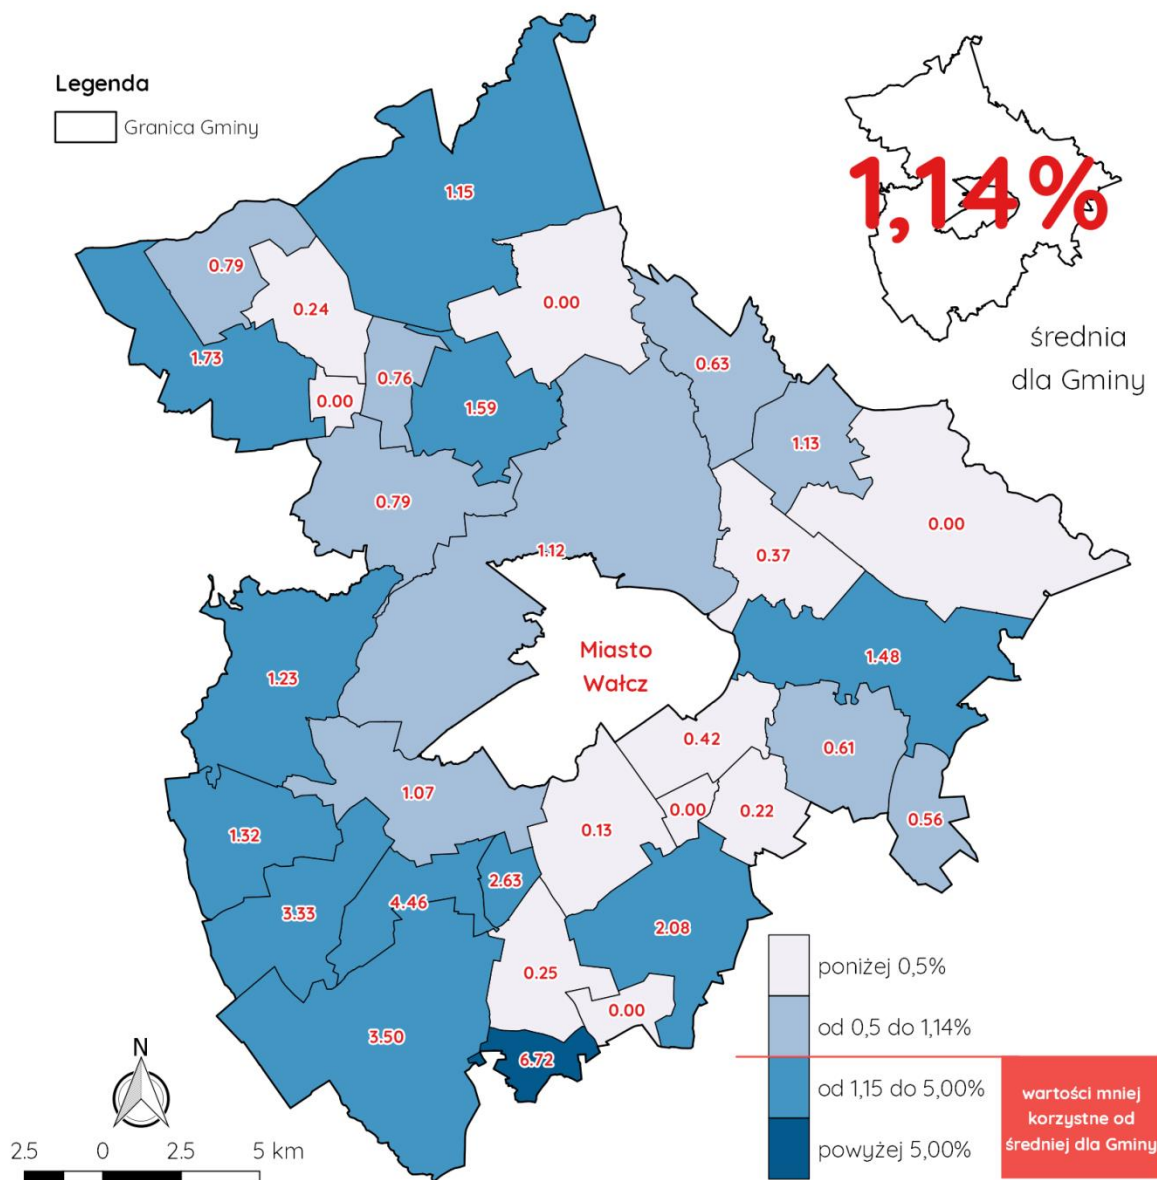 Legenda
Granica Gminy
1,14%
średnia
dla Gminy
1.15
0.79
0.24
0.00
1.73
0.63
0.76
0.00
1.59
1.13
0.79
0.00
1.12
0.37
Miasto
Wałcz
1.48
1.23
0.42
0.61
1.07
0.00
0.22
0.56
0.13
1.32
2.63
4.46
3.33
2.08
0.25
0.00
3.50
6.72
poniżej 0,5%
od 0,5 do 1,14%
od 1,15 do 5,00%
powyżej 5,00%
wartości mniej
korzystne od
średniej dla Gminy
N
2.5 0 2.5 5 km